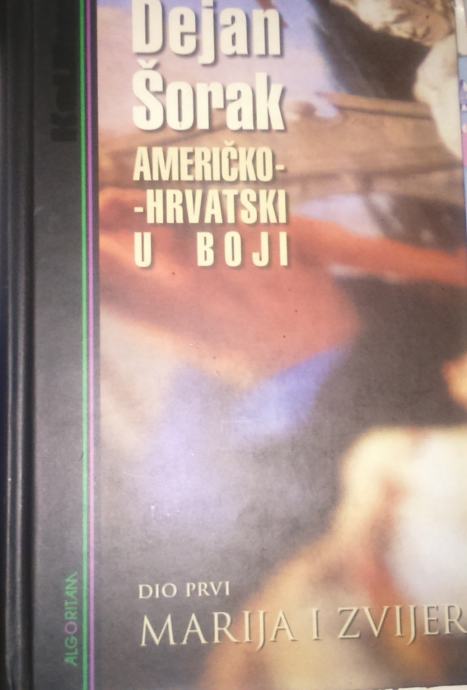 Dejan
Šorak
AMERIČKO-
-HRVATSKI
U BOJI
DIO PRVI
MARIJA I ZVIJER
ALGORITAM